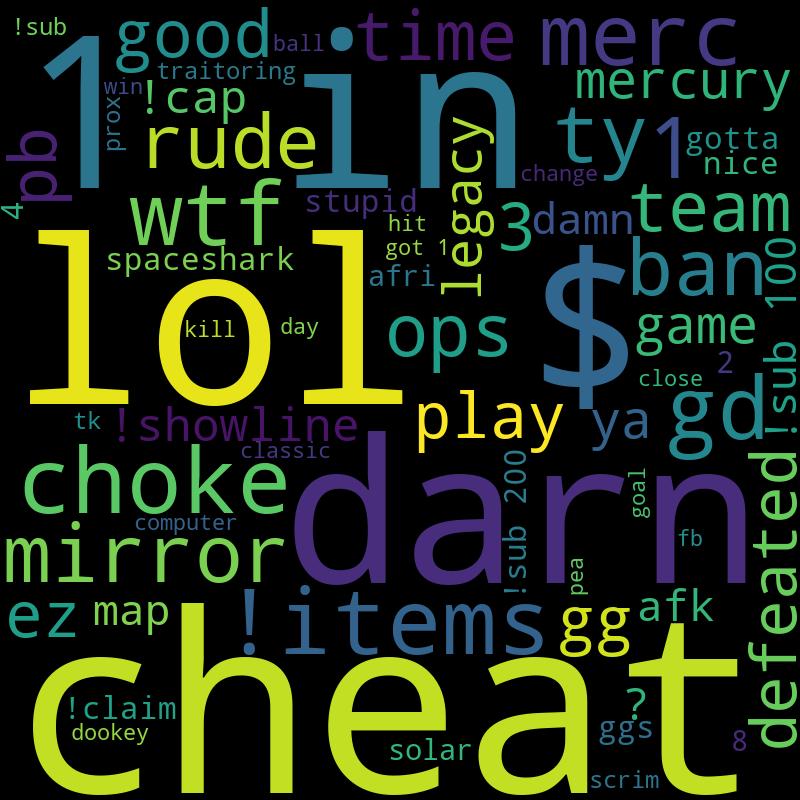 !sub
good
ball
time
merc
1 in
traitoring
win
!cap
mercury
prox
pb
rude
ty
1
gotta
nice
legacy
change
4
wtf
stupid
3
damn
team
hit
got 1
spaceshark
afri
$
ban
!sub 100
lol
kill
day
ops
game
2
close
play
ya
gd
tk
!showline
classic
choke
darn
!sub 200
goal
defeated
computer
mirror
fb
pea
ez
map
!items
gg
afk
cheat
!claim
?
dookey
solar
ggs
8
scrim